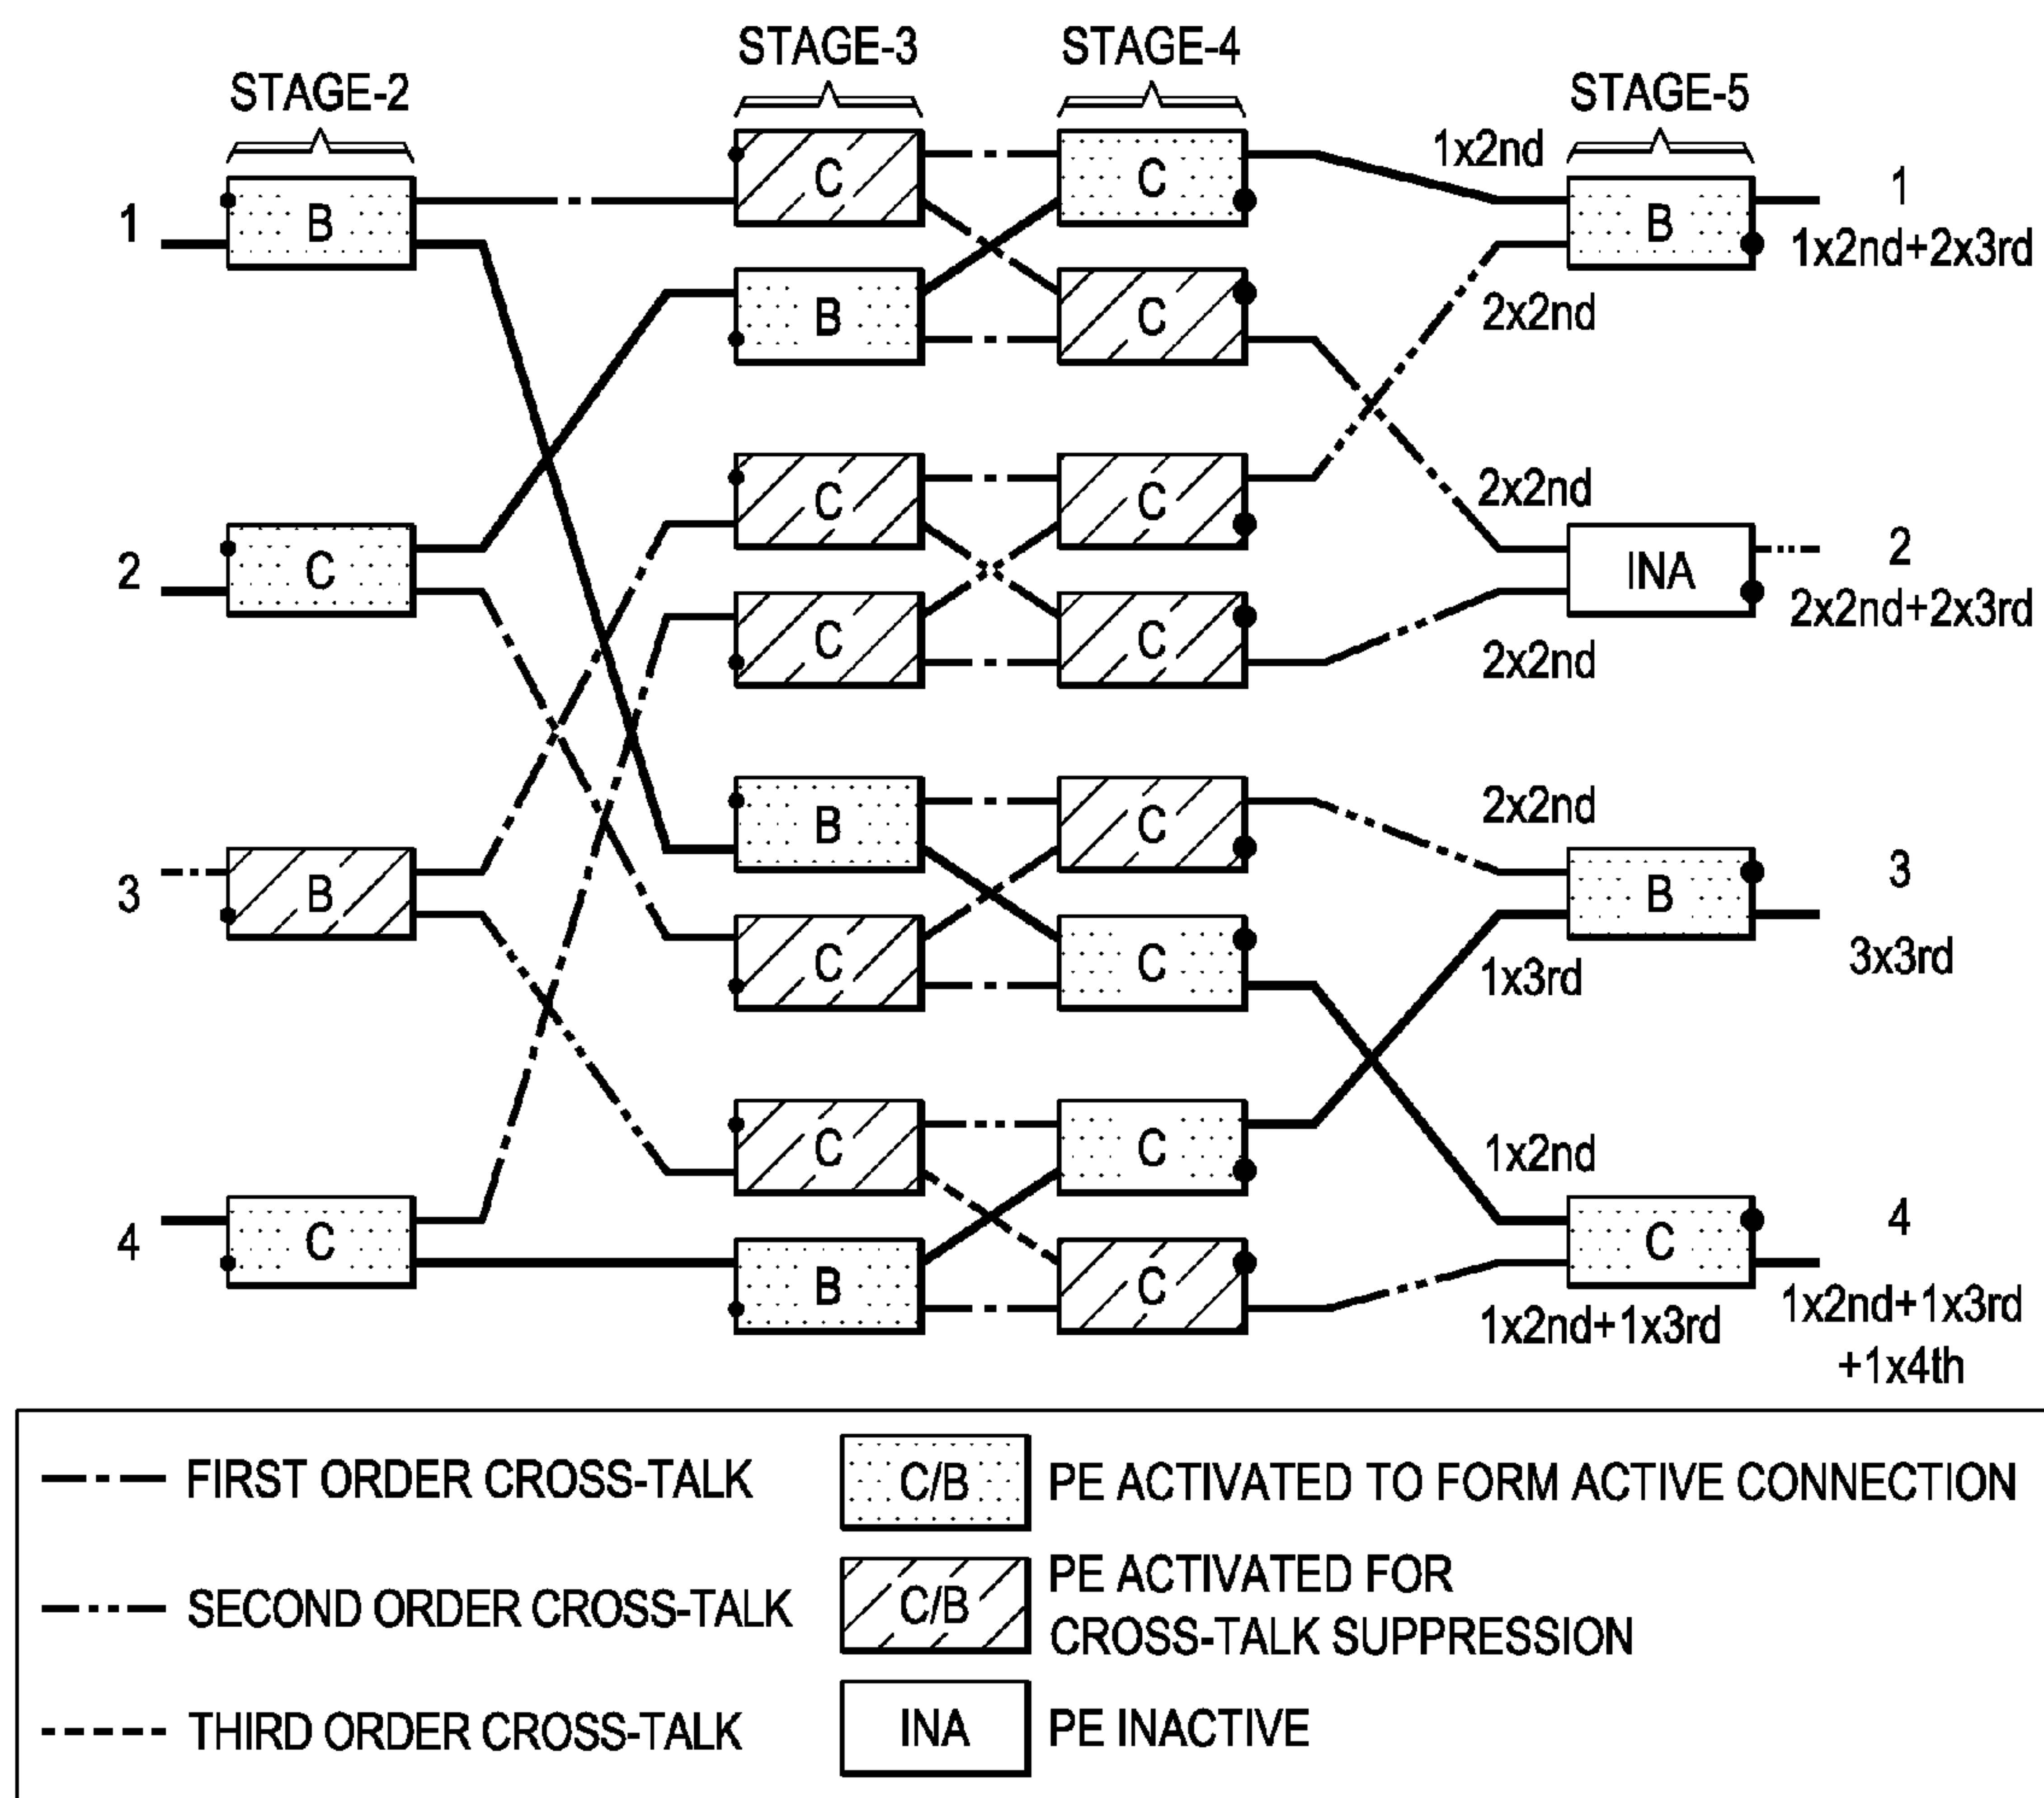 STAGE-2
STAGE-3
STAGE-4
STAGE-5
1
B
C
C
1x2nd
B
1
1x2nd+2x3rd
B
C
2x2nd
2
C
C
C
2x2nd
INA
2
2x2nd+2x3rd
C
C
2x2nd
3
B
B
C
2x2nd
B
3
3x3rd
C
C
1x3rd
4
C
C
C
1x2nd
C
4
1x2nd+1x3rd
+1x4th
B
C
1x2nd+1x3rd
FIRST ORDER CROSS-TALK
C/B
PE ACTIVATED TO FORM ACTIVE CONNECTION
SECOND ORDER CROSS-TALK
C/B
PE ACTIVATED FOR
CROSS-TALK SUPPRESSION
THIRD ORDER CROSS-TALK
INA
PE INACTIVE